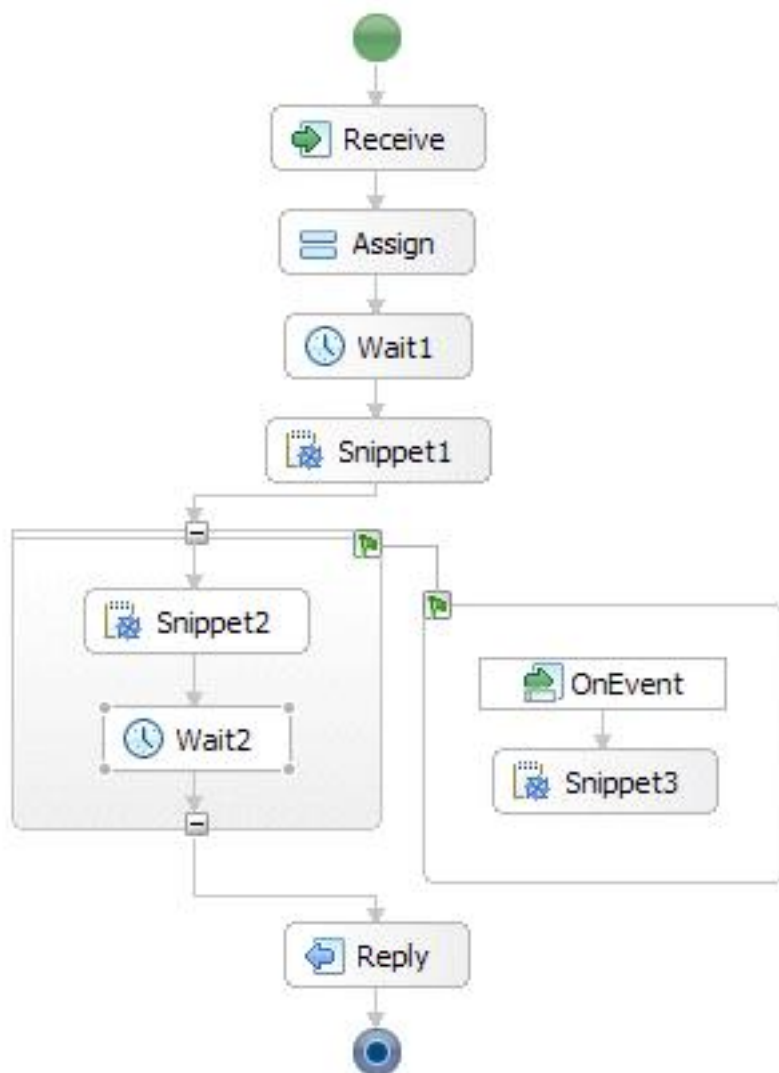 Receive
Assign
Wait1
Snippet1
Snippet2
Wait2
OnEvent
Snippet3
Reply